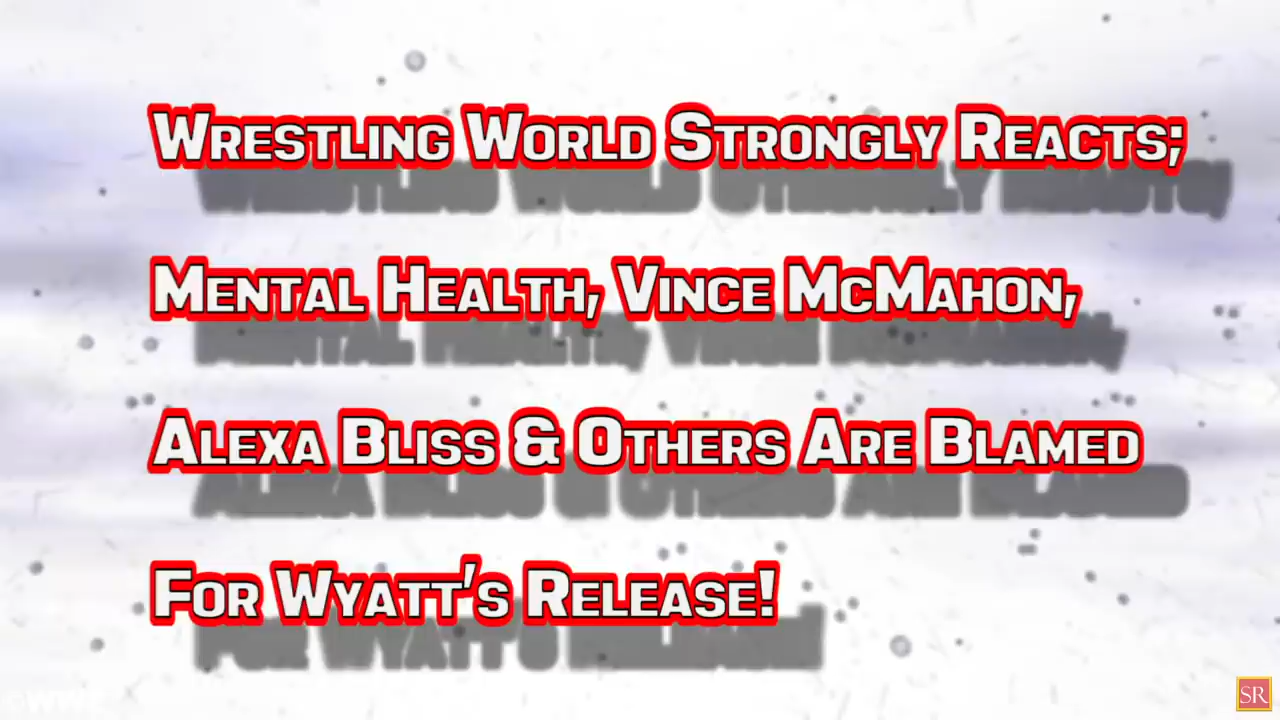 Wrestling World Strongly Reacts;
Mental Health, Vince McMahon,
Alexa Bliss & Others Are Blamed
For Wyatt's Release!
SR